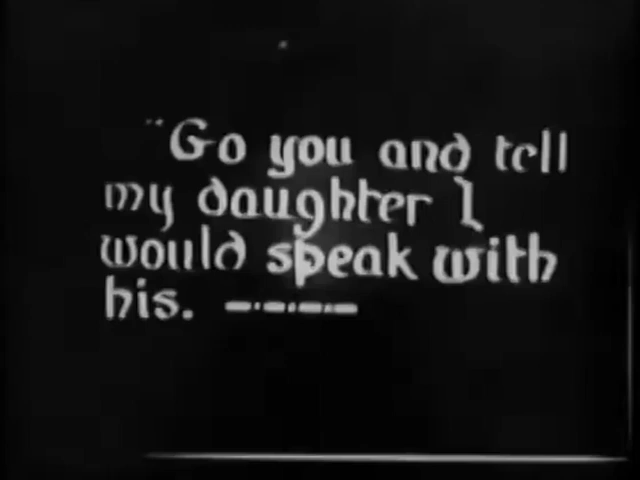 "Go you and tell
my daughter I
would speak with
his. -·-·-·-